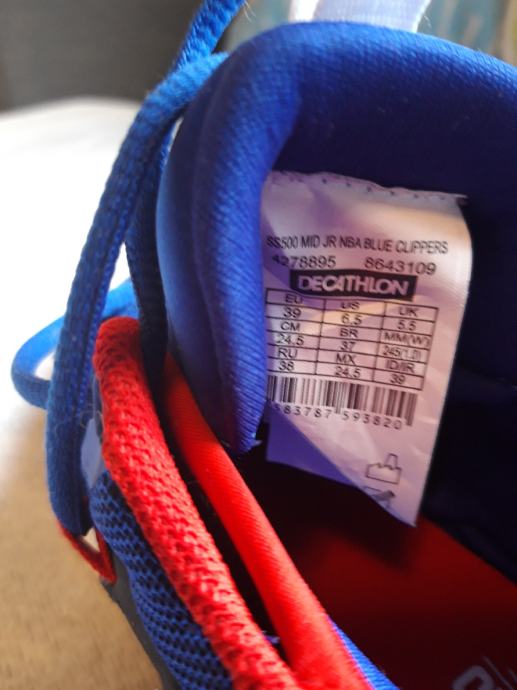 SS500 MID JR NBA BLUE CLIPPERS
4278895 8643109
DECATHLON
EU US UK
39 6.5 5.5
CM BR MM(W)
24.5 37 245(1.0)
RU MX ID/IR
38 24.5 39
583787 593820